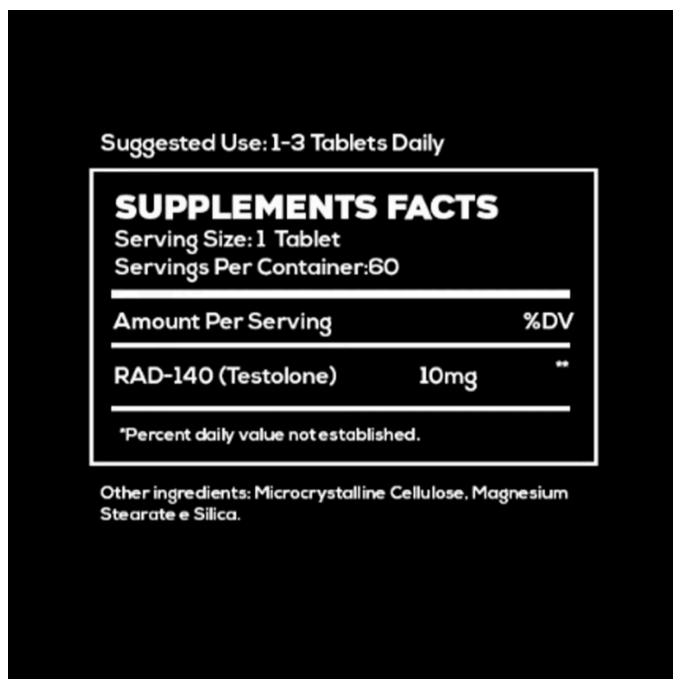 Suggested Use: 1-3 Tablets Daily
SUPPLEMENTS FACTS
Serving Size: 1 Tablet
Servings Per Container:60
Amount Per Serving %DV
RAD-140 (Testolone) 10mg **
*Percent daily value not established.
Other ingredients: Microcrystalline Cellulose, Magnesium
Stearate e Silica.